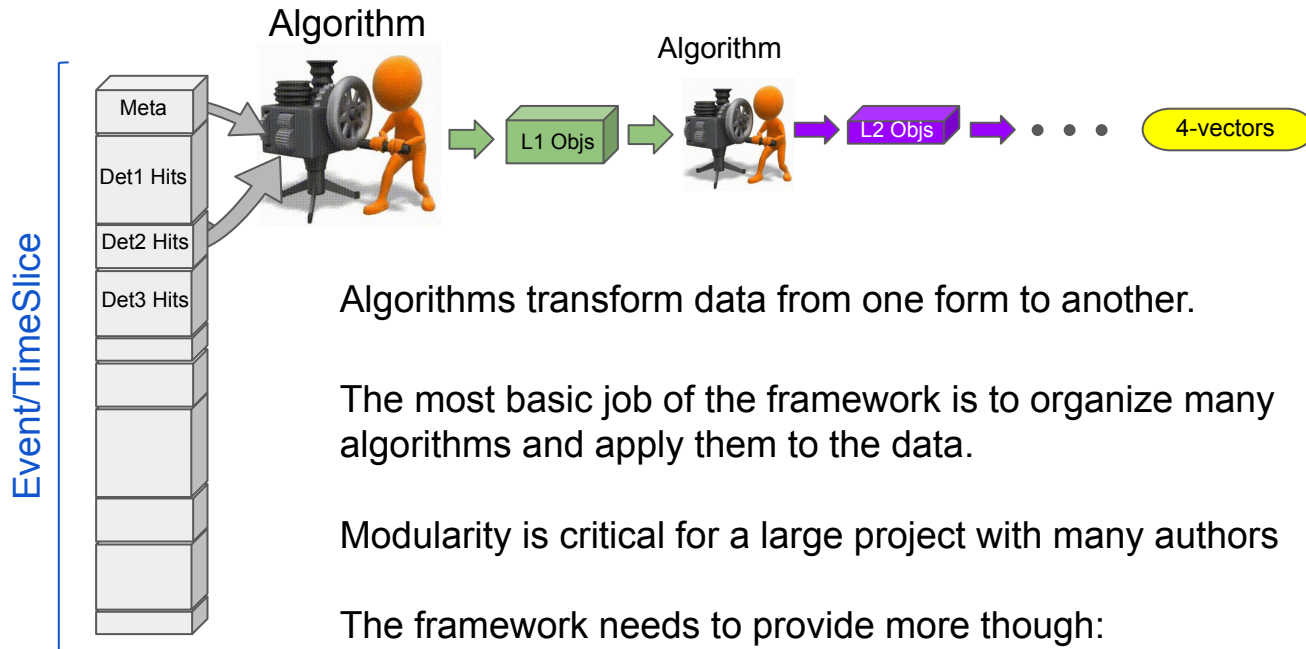 Algorithm
Algorithm
Meta
Det1 Hits
Det2 Hits
Det3 Hits
L1 Objs
L2 Objs
4-vectors
Event/TimeSlice
Algorithms transform data from one form to another.
The most basic job of the framework is to organize many
algorithms and apply them to the data.
Modularity is critical for a large project with many authors
The framework needs to provide more though: